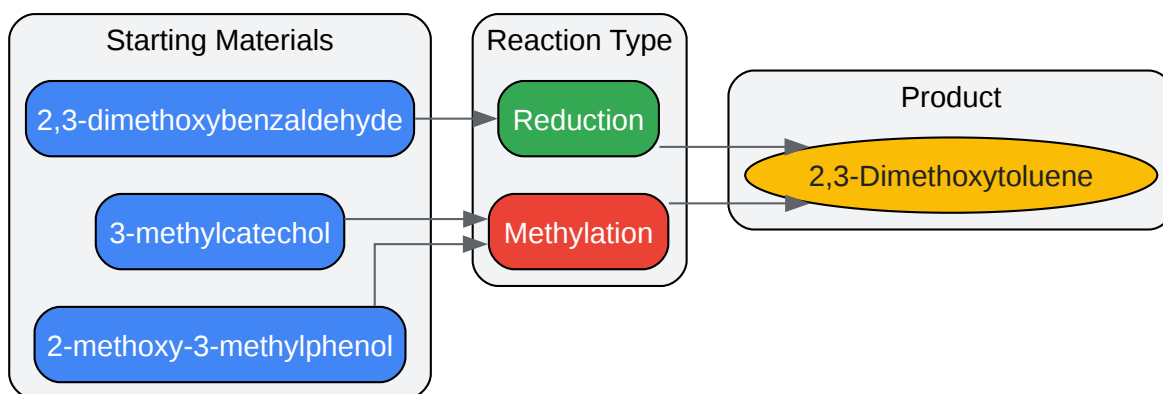 Starting Materials
2,3-dimethoxybenzaldehyde
3-methylcatechol
2-methoxy-3-methylphenol
Reaction Type
Reduction
Methylation
Product
2,3-Dimethoxytoluene